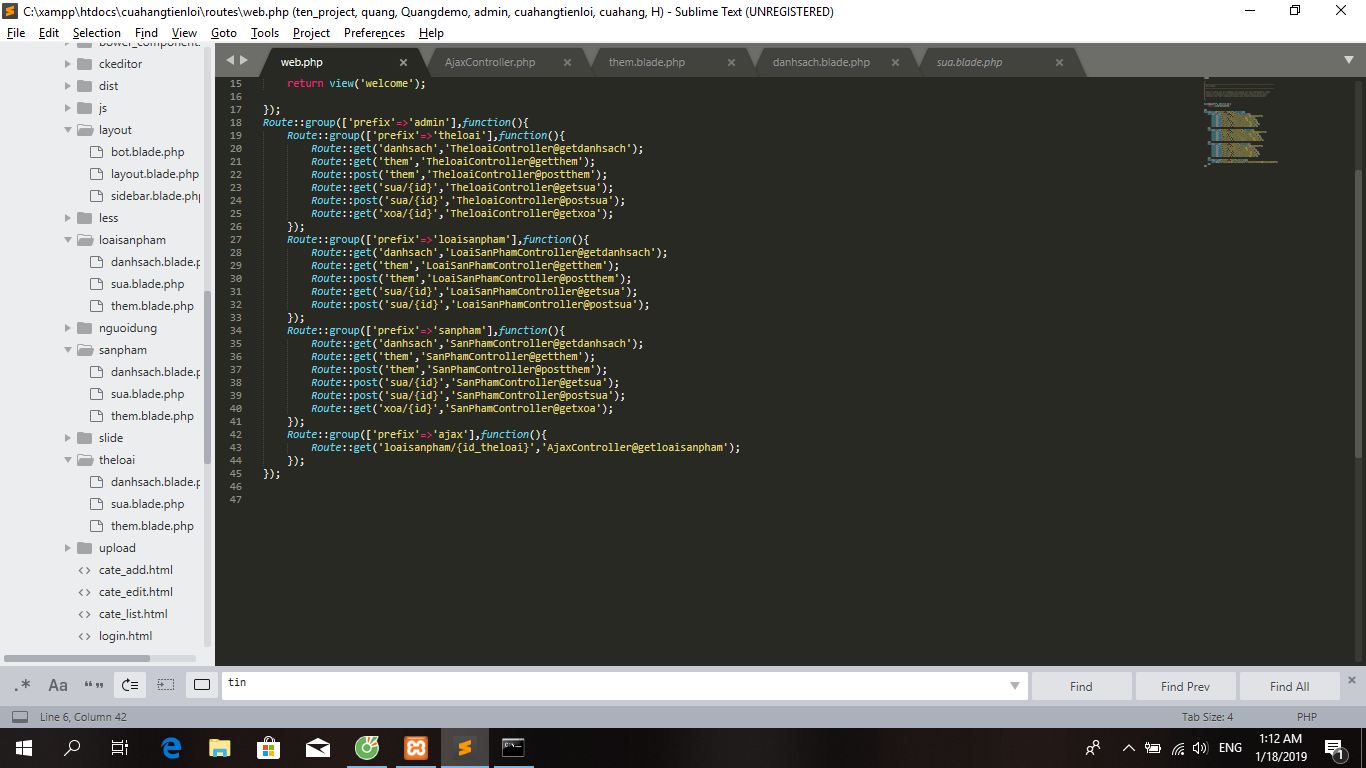 C:\xampp\htdocs\cuahangtienloi\routes\web.php (ten_project, quang, Quangdemo, admin, cuahangtienloi, cuahang, H) - Sublime Text (UNREGISTERED)
File Edit Selection Find View Goto Tools Project Preferences Help
bower_component
ckeditor
dist
js
layout
bot.blade.php
layout.blade.php
sidebar.blade.php
less
loaisanpham
danhsach.blade.p
sua.blade.php
them.blade.php
nguoidung
sanpham
danhsach.blade.p
sua.blade.php
them.blade.php
slide
theloai
danhsach.blade.p
sua.blade.php
them.blade.php
upload
cate_add.html
cate_edit.html
cate_list.html
login.html
web.php AjaxController.php them.blade.php danhsach.blade.php sua.blade.php
15 return view('welcome');
16
17 });
18 Route::group(['prefix'=>'admin'],function(){
19 Route::group(['prefix'=>'theloai'],function(){
20 Route::get('danhsach','TheloaiController@getdanhsach');
21 Route::get('them','TheloaiController@getthem');
22 Route::post('them','TheloaiController@postthem');
23 Route::get('sua/{id}','TheloaiController@getsua');
24 Route::post('sua/{id}','TheloaiController@postsua');
25 Route::get('xoa/{id}','TheloaiController@getxoa');
26 });
27 Route::group(['prefix'=>'loaisanpham'],function(){
28 Route::get('danhsach','LoaiSanPhamController@getdanhsach');
29 Route::get('them','LoaiSanPhamController@getthem');
30 Route::post('them','LoaiSanPhamController@postthem');
31 Route::get('sua/{id}','LoaiSanPhamController@getsua');
32 Route::post('sua/{id}','LoaiSanPhamController@postsua');
33 });
34 Route::group(['prefix'=>'sanpham'],function(){
35 Route::get('danhsach','SanPhamController@getdanhsach');
36 Route::get('them','SanPhamController@getthem');
37 Route::post('them','SanPhamController@postthem');
38 Route::post('sua/{id}','SanPhamController@getsua');
39 Route::post('sua/{id}','SanPhamController@postsua');
40 Route::get('xoa/{id}','SanPhamController@getxoa');
41 });
42 Route::group(['prefix'=>'ajax'],function(){
43 Route::get('loaisanpham/{id_theloai}','AjaxController@getloaisanpham');
44 });
45 });
46
47
.* Aa “” tin Find Find Prev Find All
Line 6, Column 42 Tab Size: 4 PHP
ENG 1:12 AM
1/18/2019 1